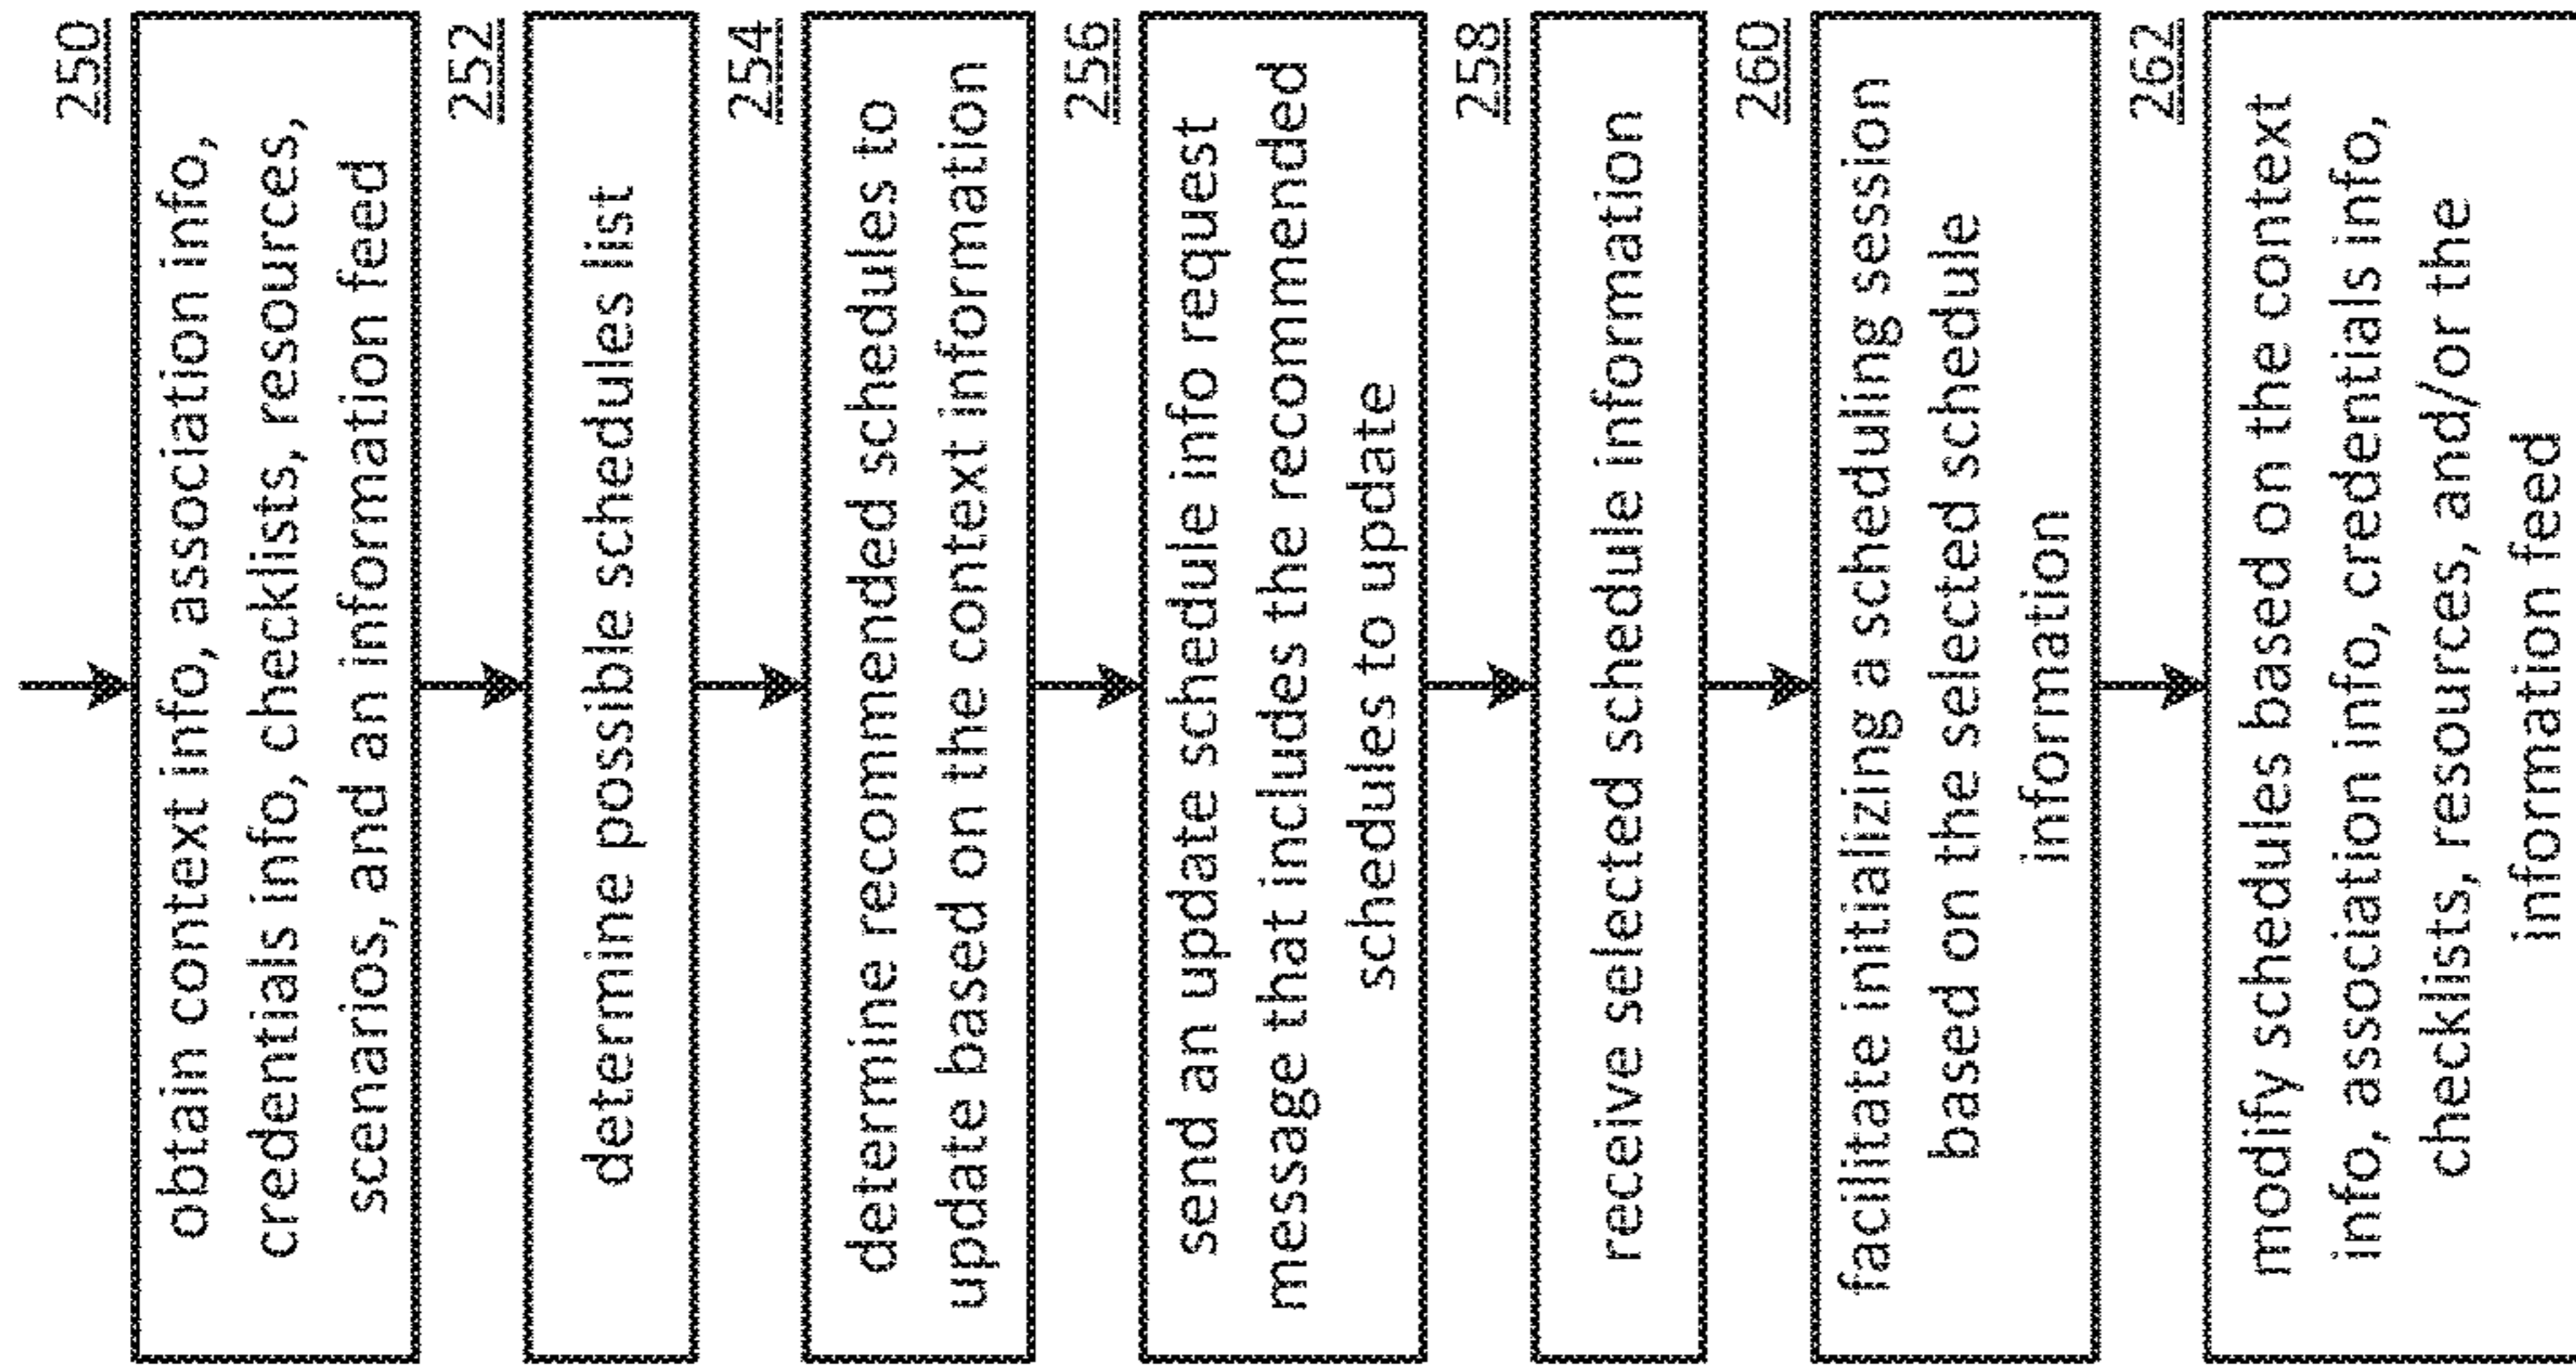 250
obtain context info, association info,
credentials info, checklists, resources,
scenarios, and an information feed
252
determine possible schedules list
254
determine recommended schedules to
update based on the context information
256
send an update schedule info request
message that includes the recommended
schedules to update
258
receive selected schedule information
260
facilitate initializing a scheduling session
based on the selected schedule
information
262
modify schedules based on the context
info, association info, credentials info,
checklists, resources, and/or the
information feed